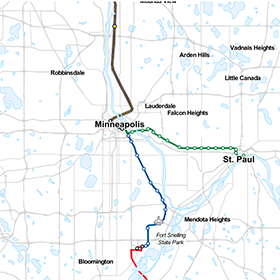 Vadnais Heights
Arden Hills
Robbinsdale
Little Canada
Lauderdale
Falcon Heights
Minneapolis
St. Paul
Mendota Heights
Fort Snelling
State Park
Bloomington